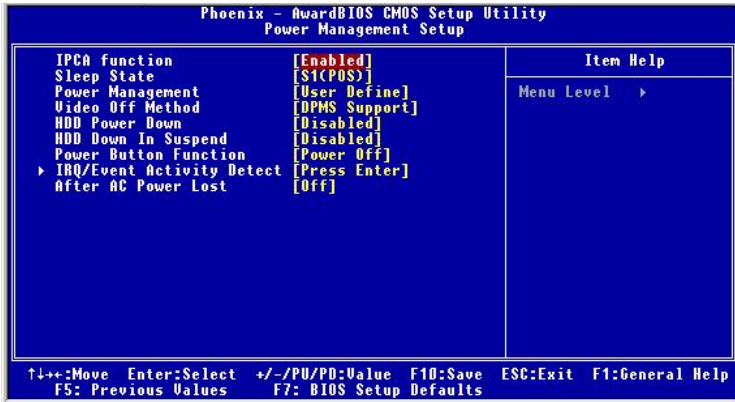 Phoenix - AwardBIOS CMOS Setup Utility
Power Management Setup
IPCA function [Enabled]
Sleep State [S1(POS)]
Power Management [User Define]
Video Off Method [DPMS Support]
HDD Power Down [Disabled]
HDD Down In Suspend [Disabled]
Power Button Function [Power Off]
▸ IRQ/Event Activity Detect [Press Enter]
After AC Power Lost [Off]
Item Help
Menu Level ▸
↑↓→←:Move Enter:Select +/-/PU/PD:Value F10:Save ESC:Exit F1:General Help
F5: Previous Values F7: BIOS Setup Defaults